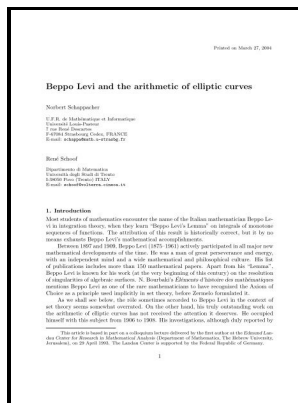 Printed on March 27, 2004
Beppo Levi and the arithmetic of elliptic curves
Norbert Schappacher
U.F.R. de Mathématique et Informatique
Université Louis-Pasteur
7 rue René Descartes
F-67084 Strasbourg Cedex, FRANCE
E-mail: schappa@math.u-strasbg.fr
René Schoof
Dipartimento di Matematica
Università degli Studi di Trento
I-38050 Povo (Trento) ITALY
E-mail: schoof@volterra.science.it
1. Introduction
Most students of mathematics encounter the name of the Italian mathematician Beppo Le-
vi in integration theory, when they learn "Beppo Levi's Lemma" on integrals of monotone
sequences of functions. The attribution of this result is historically correct, but it by no
means exhausts Beppo Levi's mathematical accomplishments.
Between 1897 and 1909, Beppo Levi (1875–1961) actively participated in all major new
mathematical developments of the time. He was a man of great perseverance and energy,
with an independent mind and a wide mathematical and philosophical culture. His list
of publications includes more than 150 mathematical papers. Apart from his "Lemma",
Beppo Levi is known for his work (at the very beginning of this century) on the resolution
of singularities of algebraic surfaces. N. Bourbaki's Éléments d'histoire des mathématiques
mentions Beppo Levi as one of the rare mathematicians to have recognized the Axiom of
Choice as a principle used implicitly in set theory, before Zermelo formulated it.
As we shall see below, the rôle sometimes accorded to Beppo Levi in the context of
set theory seems somewhat overrated. On the other hand, his truly outstanding work on
the arithmetic of elliptic curves has not received the attention it deserves. He occupied
himself with this subject from 1906 to 1908. His investigations, although duly reported by
This article is based in part on a colloquium lecture delivered by the first author at the Edmund Lan-
dau Center for Research in Mathematical Analysis (Department of Mathematics, The Hebrew University,
Jerusalem), on 29 April 1993. The Landau Center is supported by the Federal Republic of Germany.
1